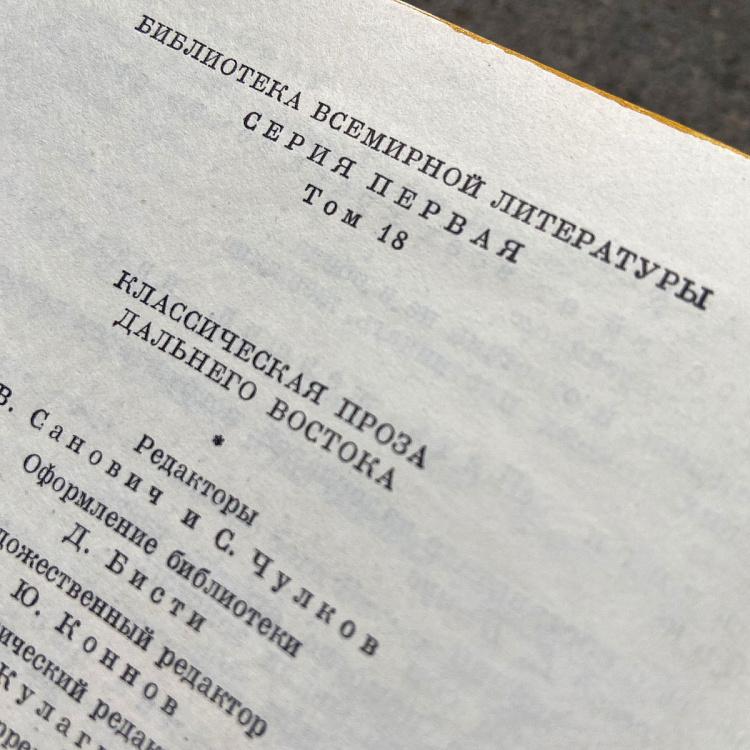 БИБЛИОТЕКА ВСЕМИРНОЙ ЛИТЕРАТУРЫ
СЕРИЯ ПЕРВАЯ
Том 18
КЛАССИЧЕСКАЯ ПРОЗА
ДАЛЬНЕГО ВОСТОКА
*
Редакторы
В. Санович и С. Чулков
Оформление библиотеки
Д. Бисти
редактор
Ю. Коннов